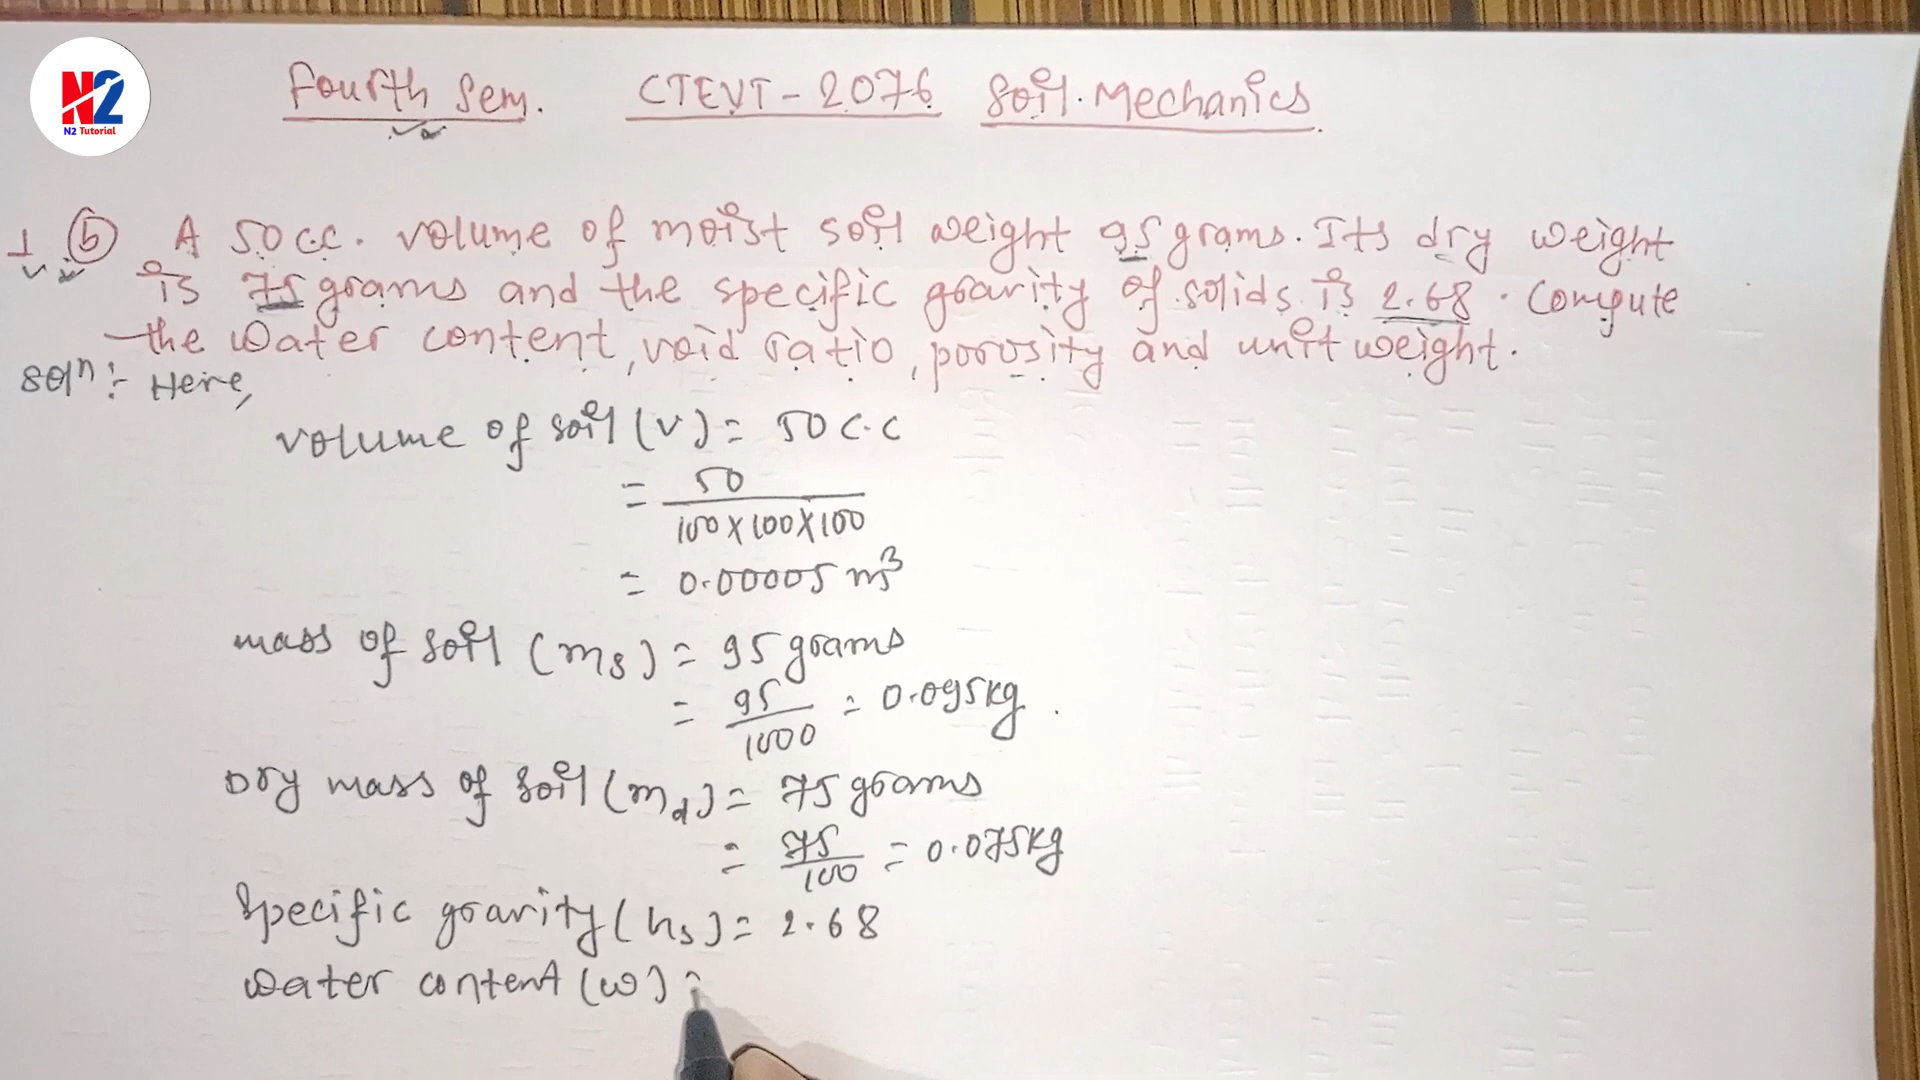 N2
N2 Tutorial
Fourth Sem. CTEVT-2076 Soil.Mechanics
1 (b) A 50 c.c. volume of moist soil weight 95 grams. Its dry weight
is 75 grams and the specific gravity of solids is 2.68. Compute
the water content, void ratio, porosity and unit weight.
Solⁿ:- Here,
volume of soil (v) = 50 c.c
= 50
100×100×100
= 0.00005 m³
mass of soil (ms) = 95 grams
= 95/1000 = 0.095kg.
Dry mass of soil (md) = 75 grams
= 75/100 = 0.075kg
Specific gravity (hs) = 2.68
water content (w) =